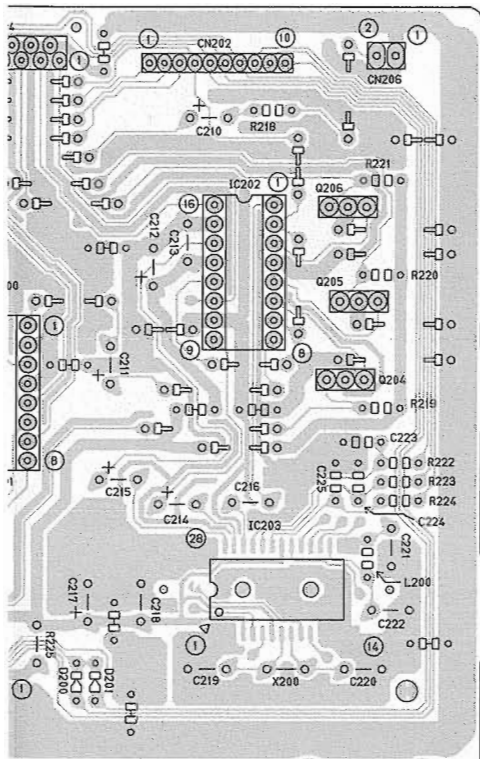 2
1
1
10
CN202
CN206
1
C210
R218
IC202
1
R221
16
Q206
C212
C213
Q205
R220
1
9
8
C211
Q204
R219
8
C223
R222
C215
C216
C225
R223
C214
R224
IC203
C224
28
C221
L200
C217
C218
C222
1
14
R225
C219
X200
C220
1
D200
D201